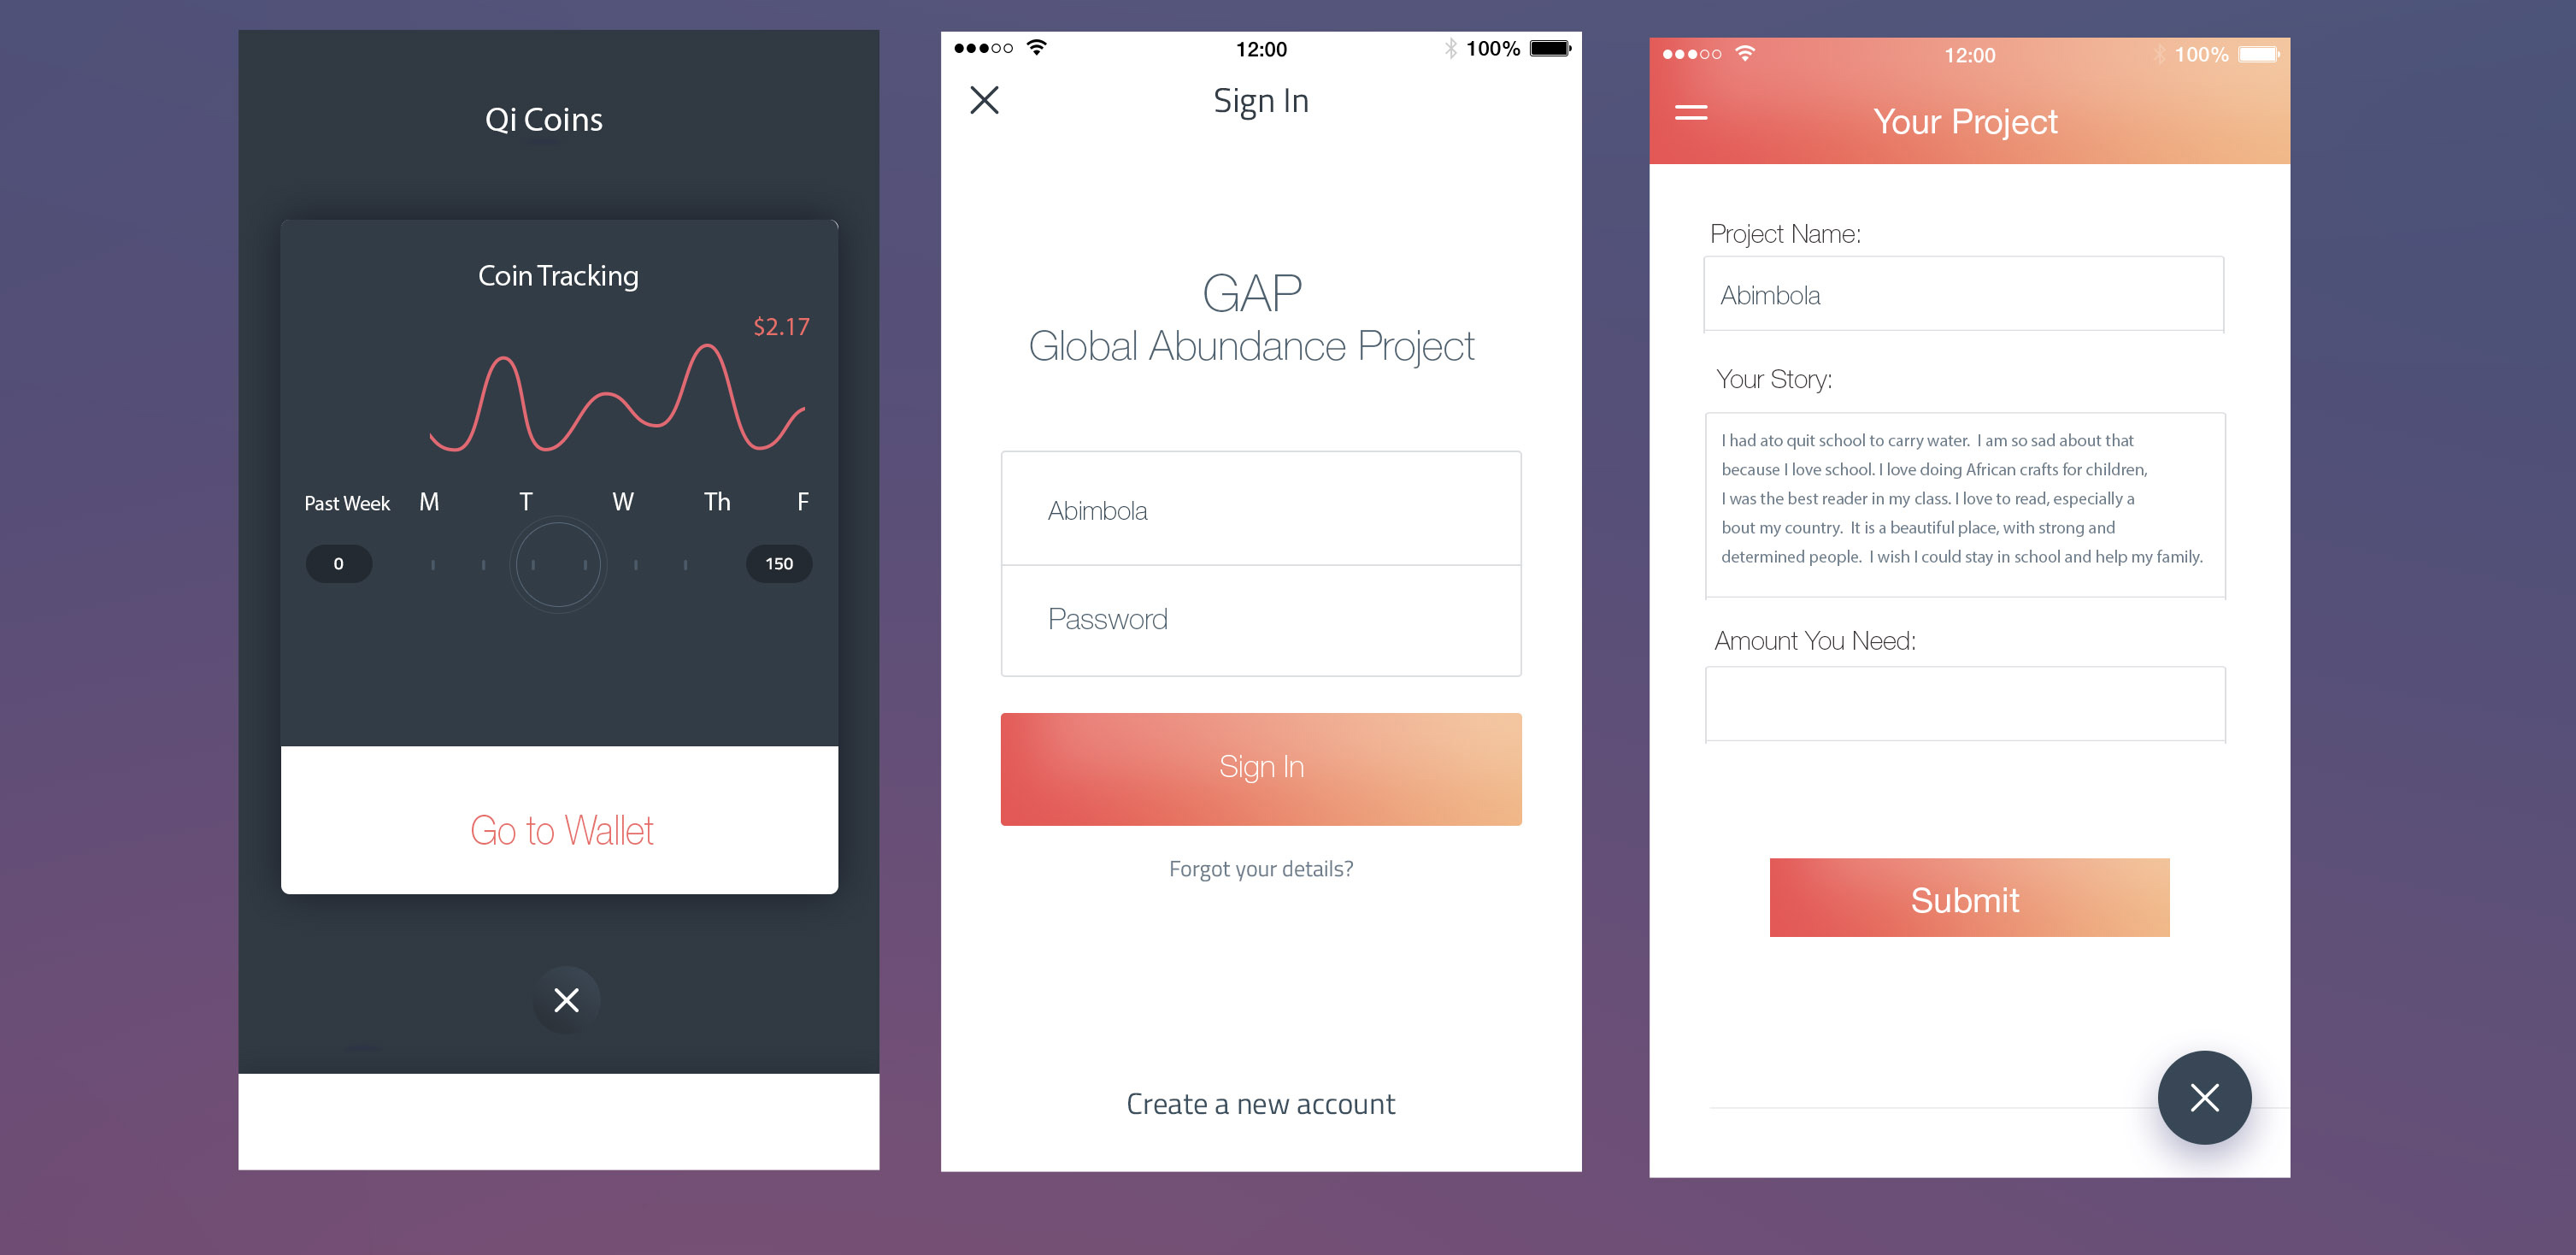 Qi Coins
Coin Tracking
$2.17
Past Week M T W Th F
0 150
Go to Wallet
12:00 100%
Sign In
GAP
Global Abundance Project
Abimbola
Password
Sign In
Forgot your details?
Create a new account
12:00 100%
Your Project
Project Name:
Abimbola
Your Story:
I had ato quit school to carry water. I am so sad about that
because I love school. I love doing African crafts for children,
I was the best reader in my class. I love to read, especially a
bout my country. It is a beautiful place, with strong and
determined people. I wish I could stay in school and help my family.
Amount You Need:
Submit